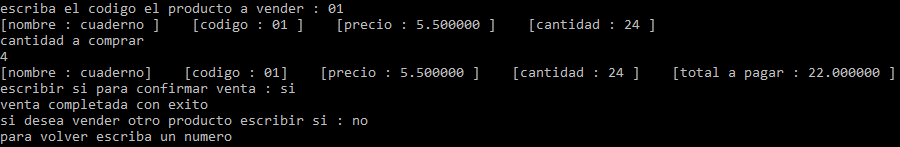 escriba el codigo el producto a vender : 01
[nombre : cuaderno ]    [codigo : 01 ]    [precio : 5.500000 ]    [cantidad : 24 ]
cantidad a comprar
4
[nombre : cuaderno]    [codigo : 01]    [precio : 5.500000 ]    [cantidad : 24 ]    [total a pagar : 22.000000 ]
escribir si para confirmar venta : si
venta completada con exito
si desea vender otro producto escribir si : no
para volver escriba un numero